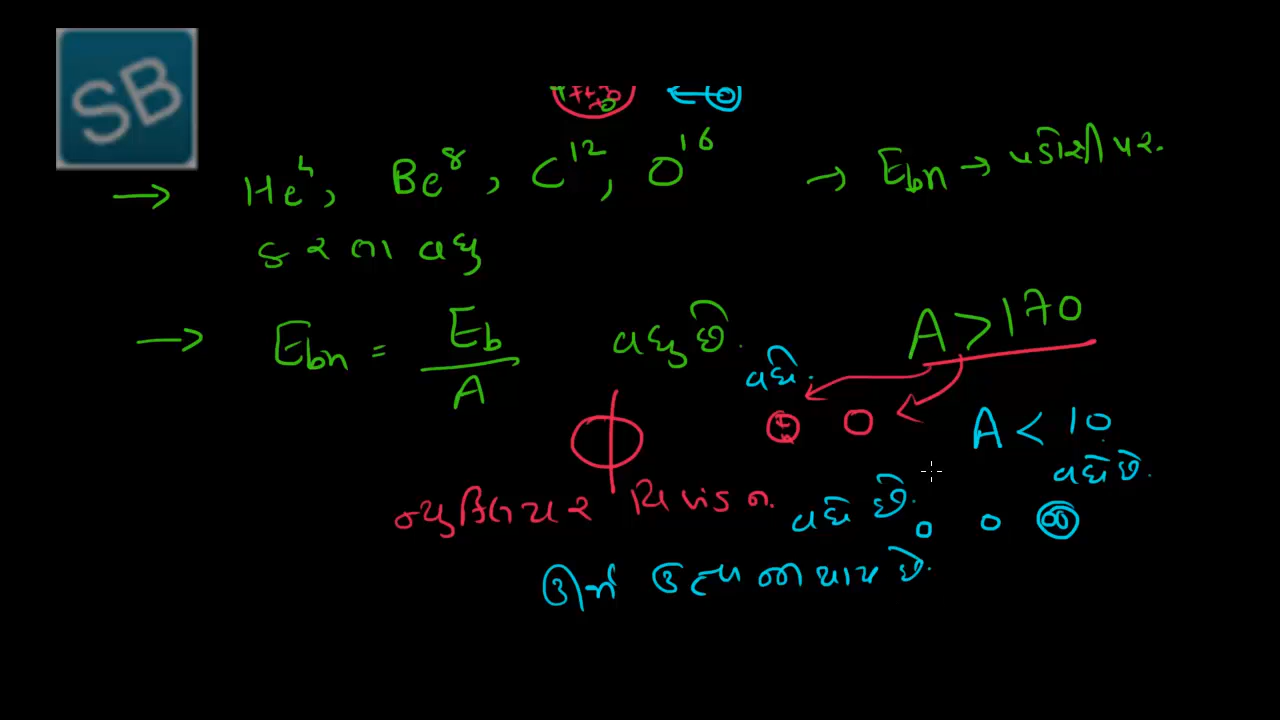 SB
→ He⁴, Be⁸, C¹², O¹⁶ → Ebn → પડોશી પર.
કરતા વધુ
→ Ebn = Eb/A વધુ છે. A > 170
વધે.
A < 10
વધે છે.
ન્યુક્લિયર વિખંડન. વધે છે.
ઊર્જા ઉત્પન્ન થાય છે.